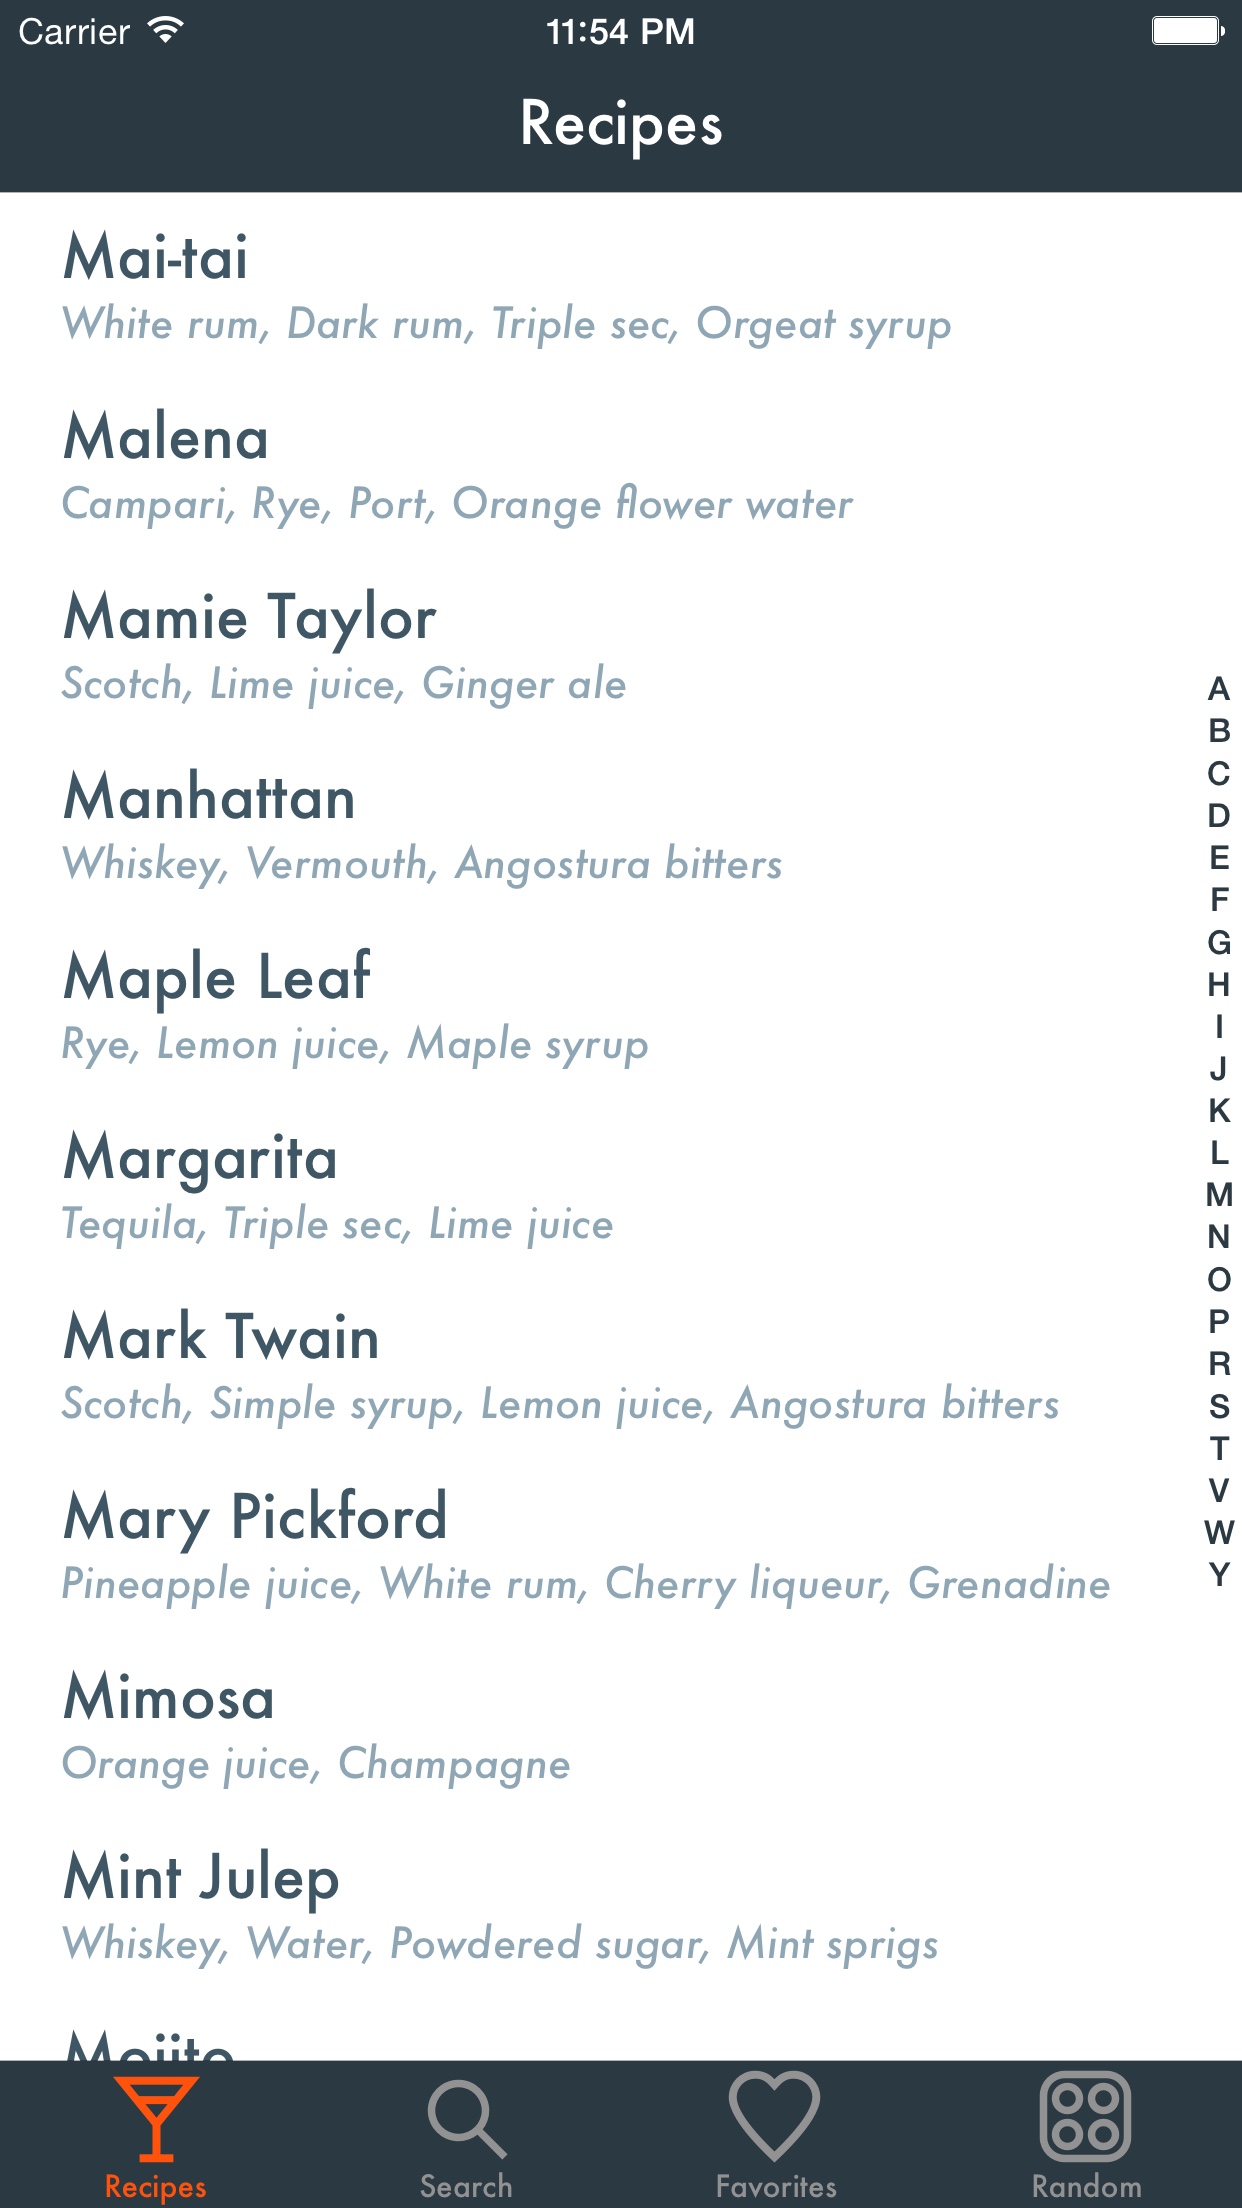 Carrier 11:54 PM
Recipes
Mai-tai
White rum, Dark rum, Triple sec, Orgeat syrup
Malena
Campari, Rye, Port, Orange flower water
Mamie Taylor
Scotch, Lime juice, Ginger ale
Manhattan
Whiskey, Vermouth, Angostura bitters
Maple Leaf
Rye, Lemon juice, Maple syrup
Margarita
Tequila, Triple sec, Lime juice
Mark Twain
Scotch, Simple syrup, Lemon juice, Angostura bitters
Mary Pickford
Pineapple juice, White rum, Cherry liqueur, Grenadine
Mimosa
Orange juice, Champagne
Mint Julep
Whiskey, Water, Powdered sugar, Mint sprigs
Mojito
A
B
C
D
E
F
G
H
I
J
K
L
M
N
O
P
R
S
T
V
W
Y
Recipes Search Favorites Random